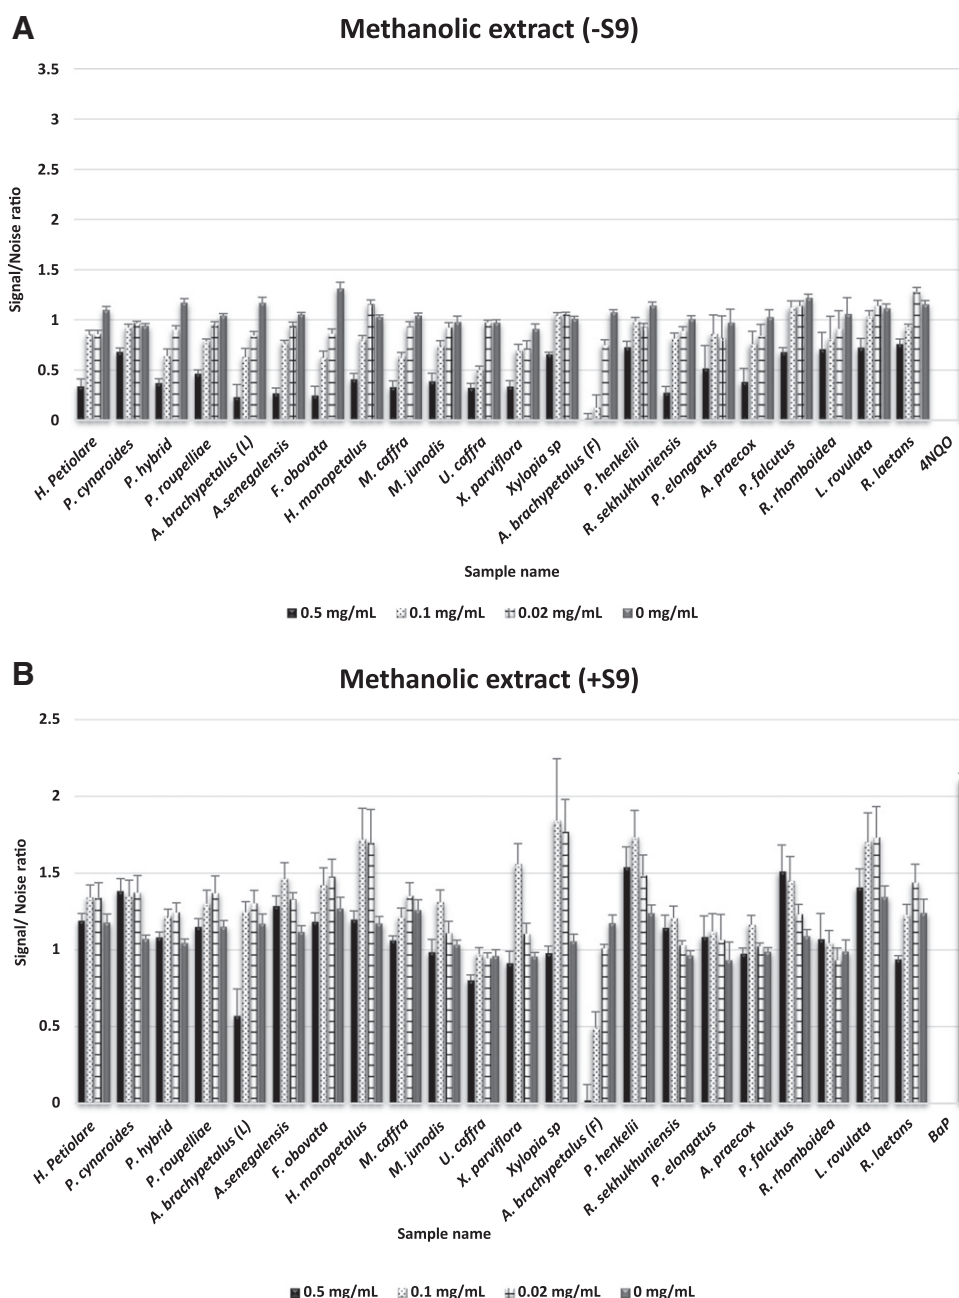 A
Methanolic extract (-S9)
3.5
3
2.5
2
1.5
1
0.5
0
Signal/Noise ratio
H. Petiolare
P. cynaroides
P. hybrid
P. roupelliae
A. brachypetalus (L)
A.senegalensis
F. obovata
H. monopetalus
M. caffra
M. junodis
U. caffra
X. parviflora
Xylopia sp
A. brachypetalus (F)
P. henkelii
R. sekhukhuniensis
P. elongatus
A. praecox
P. falcutus
R. rhomboidea
L. rovulata
R. laetans
4NQO
Sample name
0.5 mg/mL 0.1 mg/mL 0.02 mg/mL 0 mg/mL
B
Methanolic extract (+S9)
2.5
2
1.5
1
0.5
0
Signal/ Noise ratio
H. Petiolare
P. cynaroides
P. hybrid
P. roupelliae
A. brachypetalus (L)
A.senegalensis
F. obovata
H. monopetalus
M. caffra
M. junodis
U. caffra
X. parviflora
Xylopia sp
A. brachypetalus (F)
P. henkelii
R. sekhukhuniensis
P. elongatus
A. praecox
P. falcutus
R. rhomboidea
L. rovulata
R. laetans
BaP
Sample name
0.5 mg/mL 0.1 mg/mL 0.02 mg/mL 0 mg/mL